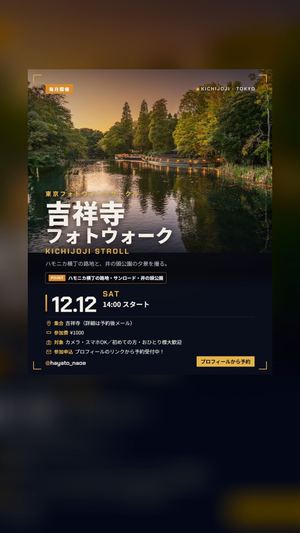 毎月開催
KICHIJOJI · TOKYO
吉祥寺
フォトウォーク
KICHIJOJI STROLL
ハモニカ横丁の路地と、井の頭公園の夕景を撮る。
POINT ハモニカ横丁の路地・サンロード・井の頭公園
12.12 SAT
14:00 スタート
集合 吉祥寺（詳細は予約後メール）
参加費 ¥1000
対象 カメラ・スマホOK／初めての方・おひとり様大歓迎
参加申込 プロフィールのリンクから予約受付中！
@hayato_naoe
プロフィールから予約